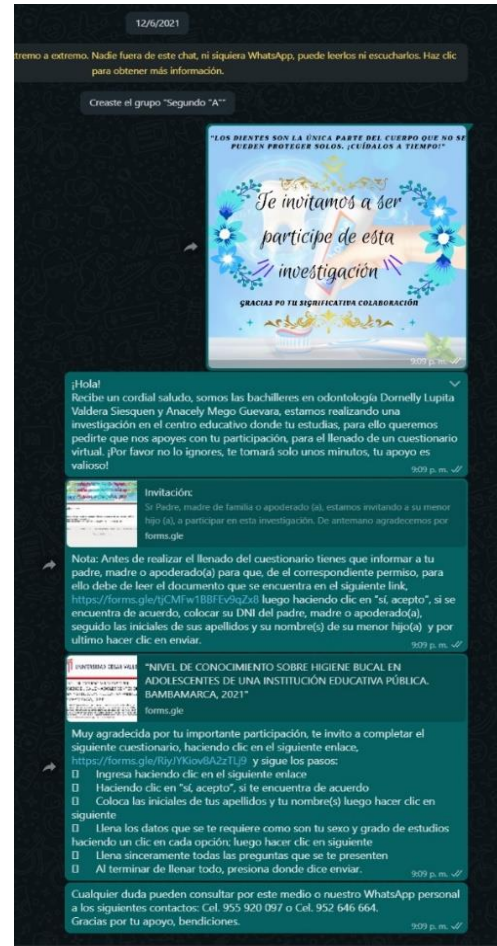 12/6/2021
tremo a extremo. Nadie fuera de este chat, ni siquiera WhatsApp, puede leerlos ni escucharlos. Haz clic
para obtener más información.
Creaste el grupo "Segundo "A""
"LOS DIENTES SON LA ÚNICA PARTE DEL CUERPO QUE NO SE
PUEDEN PROTEGER SOLOS. ¡CUÍDALOS A TIEMPO!"
Te invitamos a ser
participe de esta
investigación
GRACIAS PO TU SIGNIFICATIVA COLABORACIÓN
9:09 p. m.
¡Hola!
Recibe un cordial saludo, somos las bachilleres en odontología Dornelly Lupita
Valdera Siesquen y Anacely Mego Guevara, estamos realizando una
investigación en el centro educativo donde tu estudias, para ello queremos
pedirte que nos apoyes con tu participación, para el llenado de un cuestionario
virtual. ¡Por favor no lo ignores, te tomará solo unos minutos, tu apoyo es
valioso!
9:09 p. m.
Invitación:
Sr Padre, madre de familia o apoderado (a), estamos invitando a su menor
hijo (a), a participar en esta investigación. De antemano agradecemos por
forms.gle
Nota: Antes de realizar el llenado del cuestionario tienes que informar a tu
padre, madre o apoderado(a) para que, de el correspondiente permiso, para
ello debe de leer el documento que se encuentra en el siguiente link,
https://forms.gle/tjCMFw1BBFEv9qZx8 luego haciendo clic en "sí, acepto", si se
encuentra de acuerdo, colocar su DNI del padre, madre o apoderado(a),
seguido las iniciales de sus apellidos y su nombre(s) de su menor hijo(a) y por
ultimo hacer clic en enviar.
9:09 p. m.
"NIVEL DE CONOCIMIENTO SOBRE HIGIENE BUCAL EN
ADOLESCENTES DE UNA INSTITUCIÓN EDUCATIVA PÚBLICA.
BAMBAMARCA, 2021"
forms.gle
Muy agradecida por tu importante participación, te invito a completar el
siguiente cuestionario, haciendo clic en el siguiente enlace,
https://forms.gle/RiyJYKiov8A2zTLj9 y sigue los pasos:
Ingresa haciendo clic en el siguiente enlace
Haciendo clic en "sí, acepto", si te encuentra de acuerdo
Coloca las iniciales de tus apellidos y tu nombre(s) luego hacer clic en
siguiente
Llena los datos que se te requiere como son tu sexo y grado de estudios
haciendo un clic en cada opción; luego hacer clic en siguiente
Llena sinceramente todas las preguntas que se te presenten
Al terminar de llenar todo, presiona donde dice enviar.
9:09 p. m.
Cualquier duda pueden consultar por este medio o nuestro WhatsApp personal
a los siguientes contactos: Cel. 955 920 097 o Cel. 952 646 664.
Gracias por tu apoyo, bendiciones.
9:09 p. m.